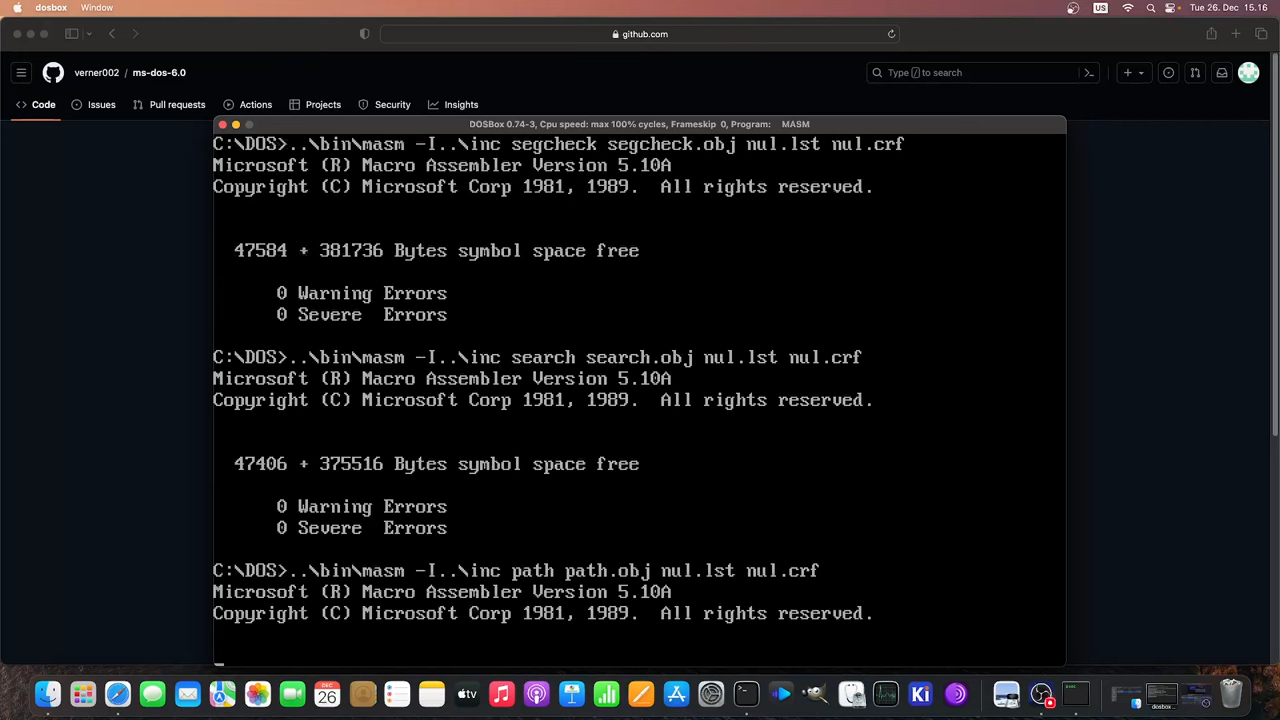 dosbox Window US Tue 26. Dec 15.16
github.com
verner002 / ms-dos-6.0 Type / to search
Code Issues Pull requests Actions Projects Security Insights
DOSBox 0.74-3, Cpu speed: max 100% cycles, Frameskip 0, Program: MASM
C:\DOS>..\bin\masm -I..\inc segcheck segcheck.obj nul.lst nul.crf
Microsoft (R) Macro Assembler Version 5.10A
Copyright (C) Microsoft Corp 1981, 1989. All rights reserved.
47584 + 381736 Bytes symbol space free
0 Warning Errors
0 Severe Errors
C:\DOS>..\bin\masm -I..\inc search search.obj nul.lst nul.crf
Microsoft (R) Macro Assembler Version 5.10A
Copyright (C) Microsoft Corp 1981, 1989. All rights reserved.
47406 + 375516 Bytes symbol space free
0 Warning Errors
0 Severe Errors
C:\DOS>..\bin\masm -I..\inc path path.obj nul.lst nul.crf
Microsoft (R) Macro Assembler Version 5.10A
Copyright (C) Microsoft Corp 1981, 1989. All rights reserved.
DEC
26
tv
Ki